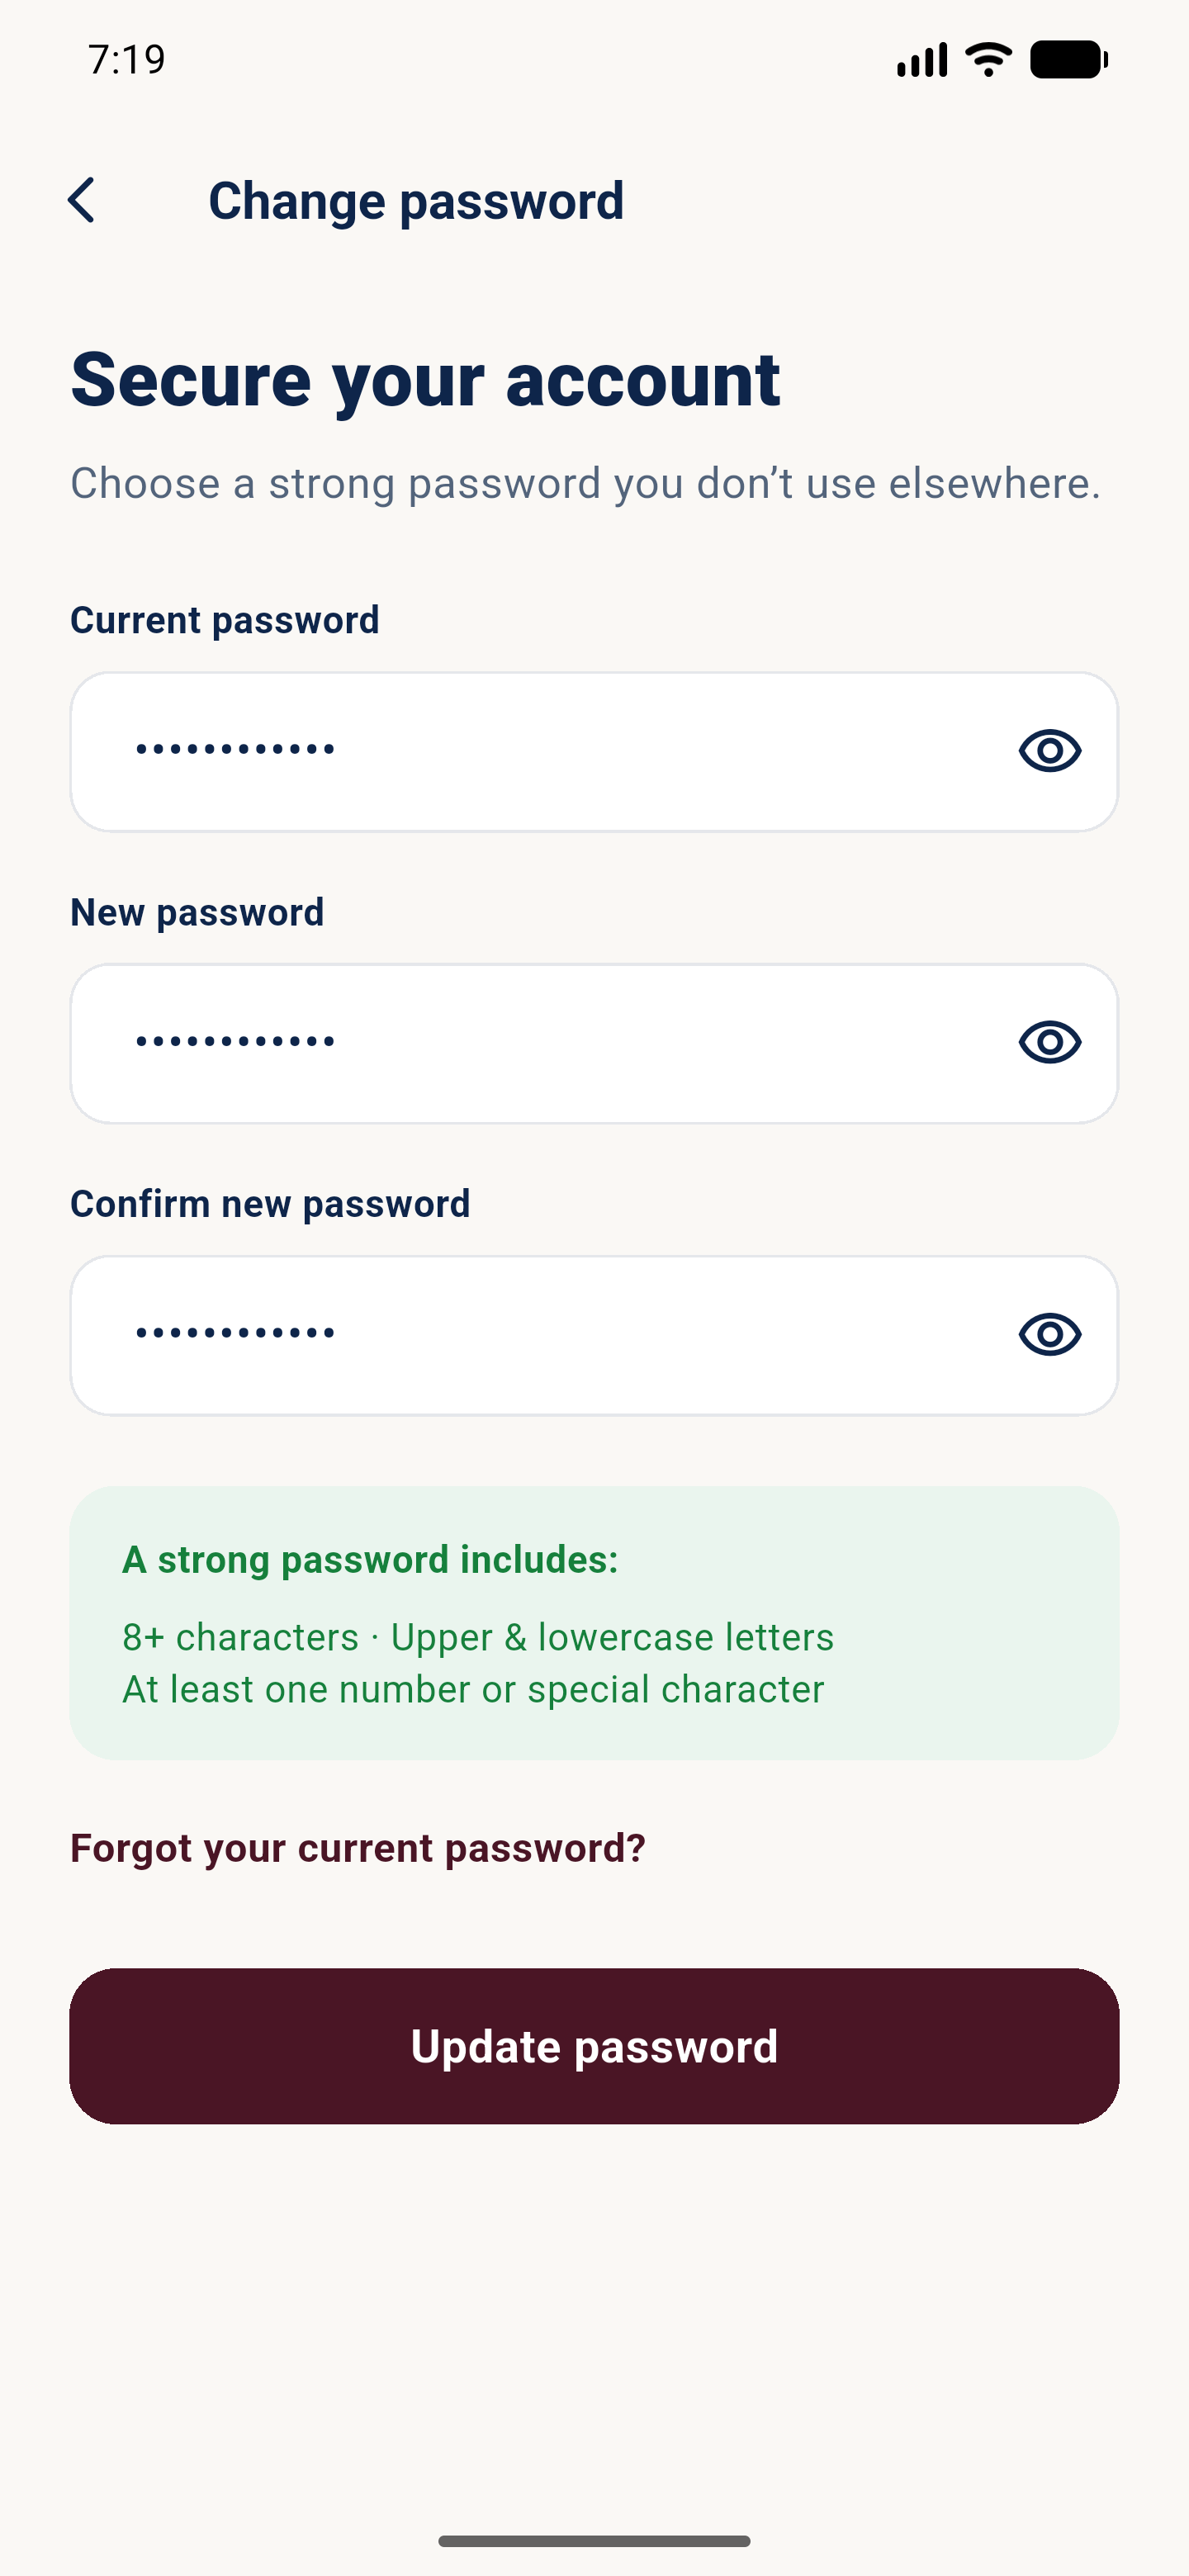 7:19
Change password
Secure your account
Choose a strong password you don’t use elsewhere.
Current password
••••••••••••
New password
••••••••••••
Confirm new password
••••••••••••
A strong password includes:
8+ characters · Upper & lowercase letters
At least one number or special character
Forgot your current password?
Update password